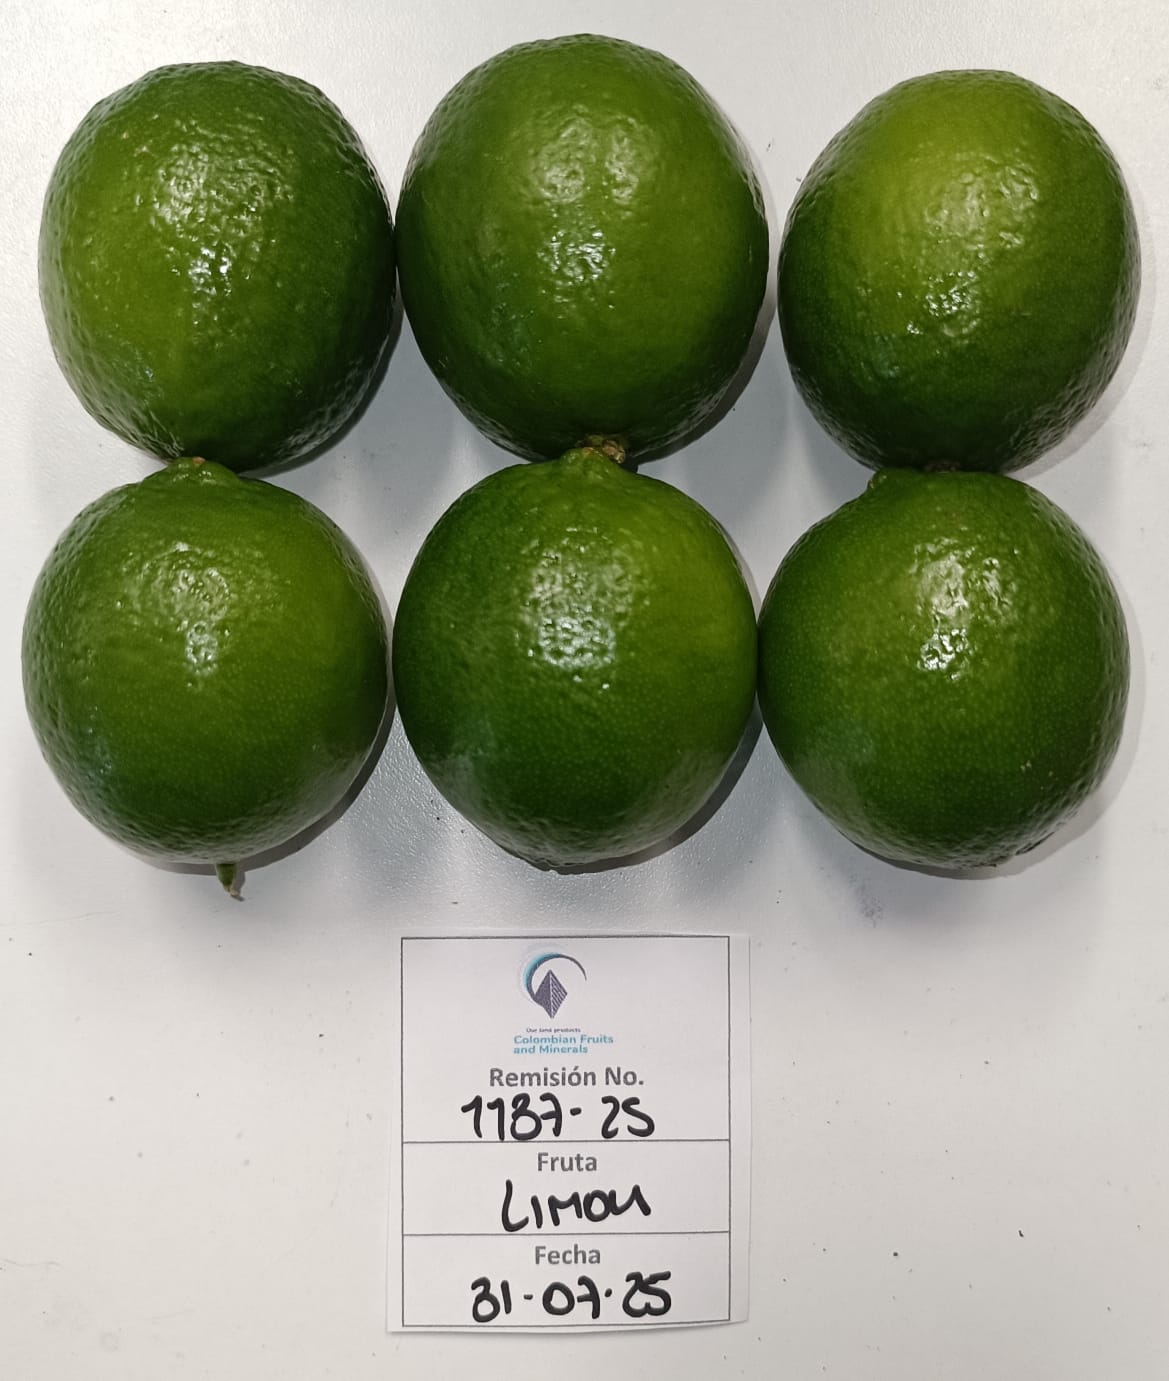 Our land products
Colombian Fruits
and Minerals
Remisión No.
1187-25
Fruta
LIMON
Fecha
31-07-25